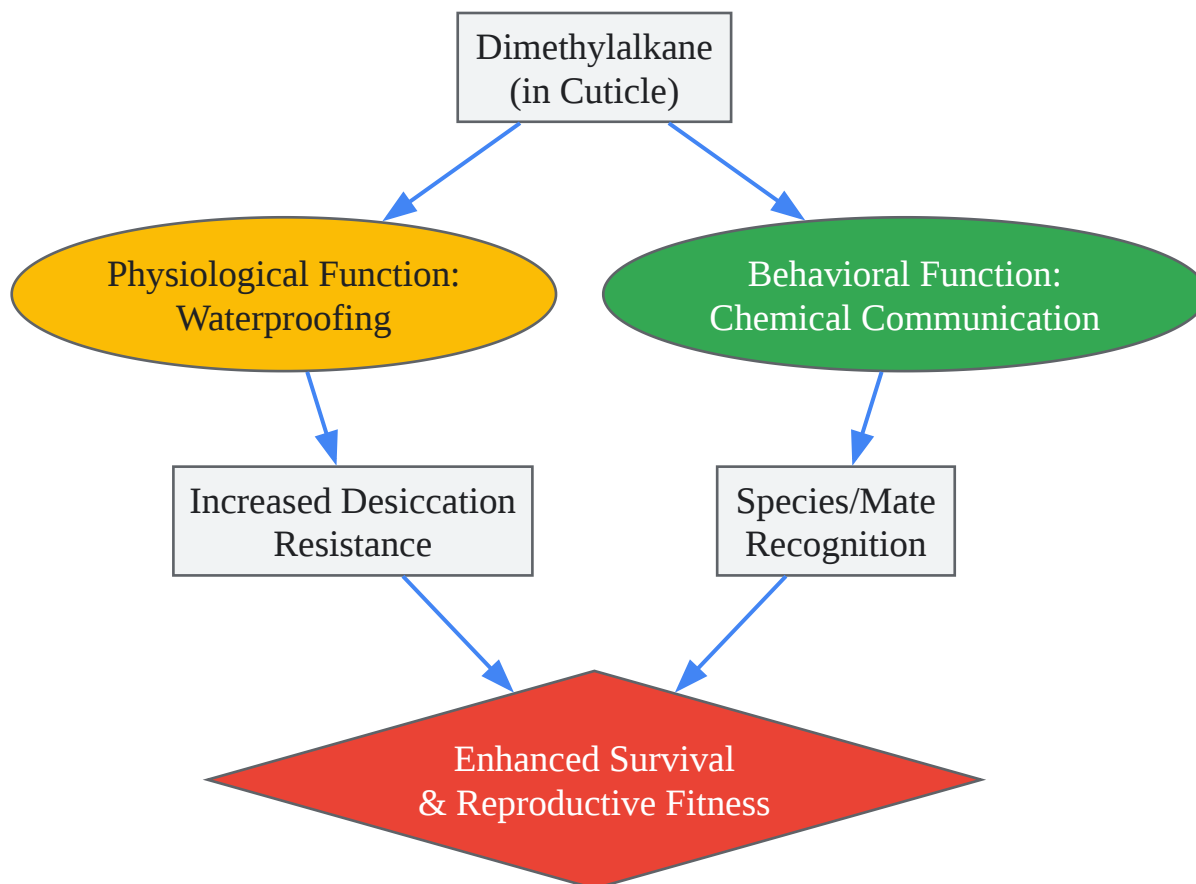 Dimethylalkane
(in Cuticle)
Physiological Function:
Waterproofing
Behavioral Function:
Chemical Communication
Increased Desiccation
Resistance
Species/Mate
Recognition
Enhanced Survival
& Reproductive Fitness